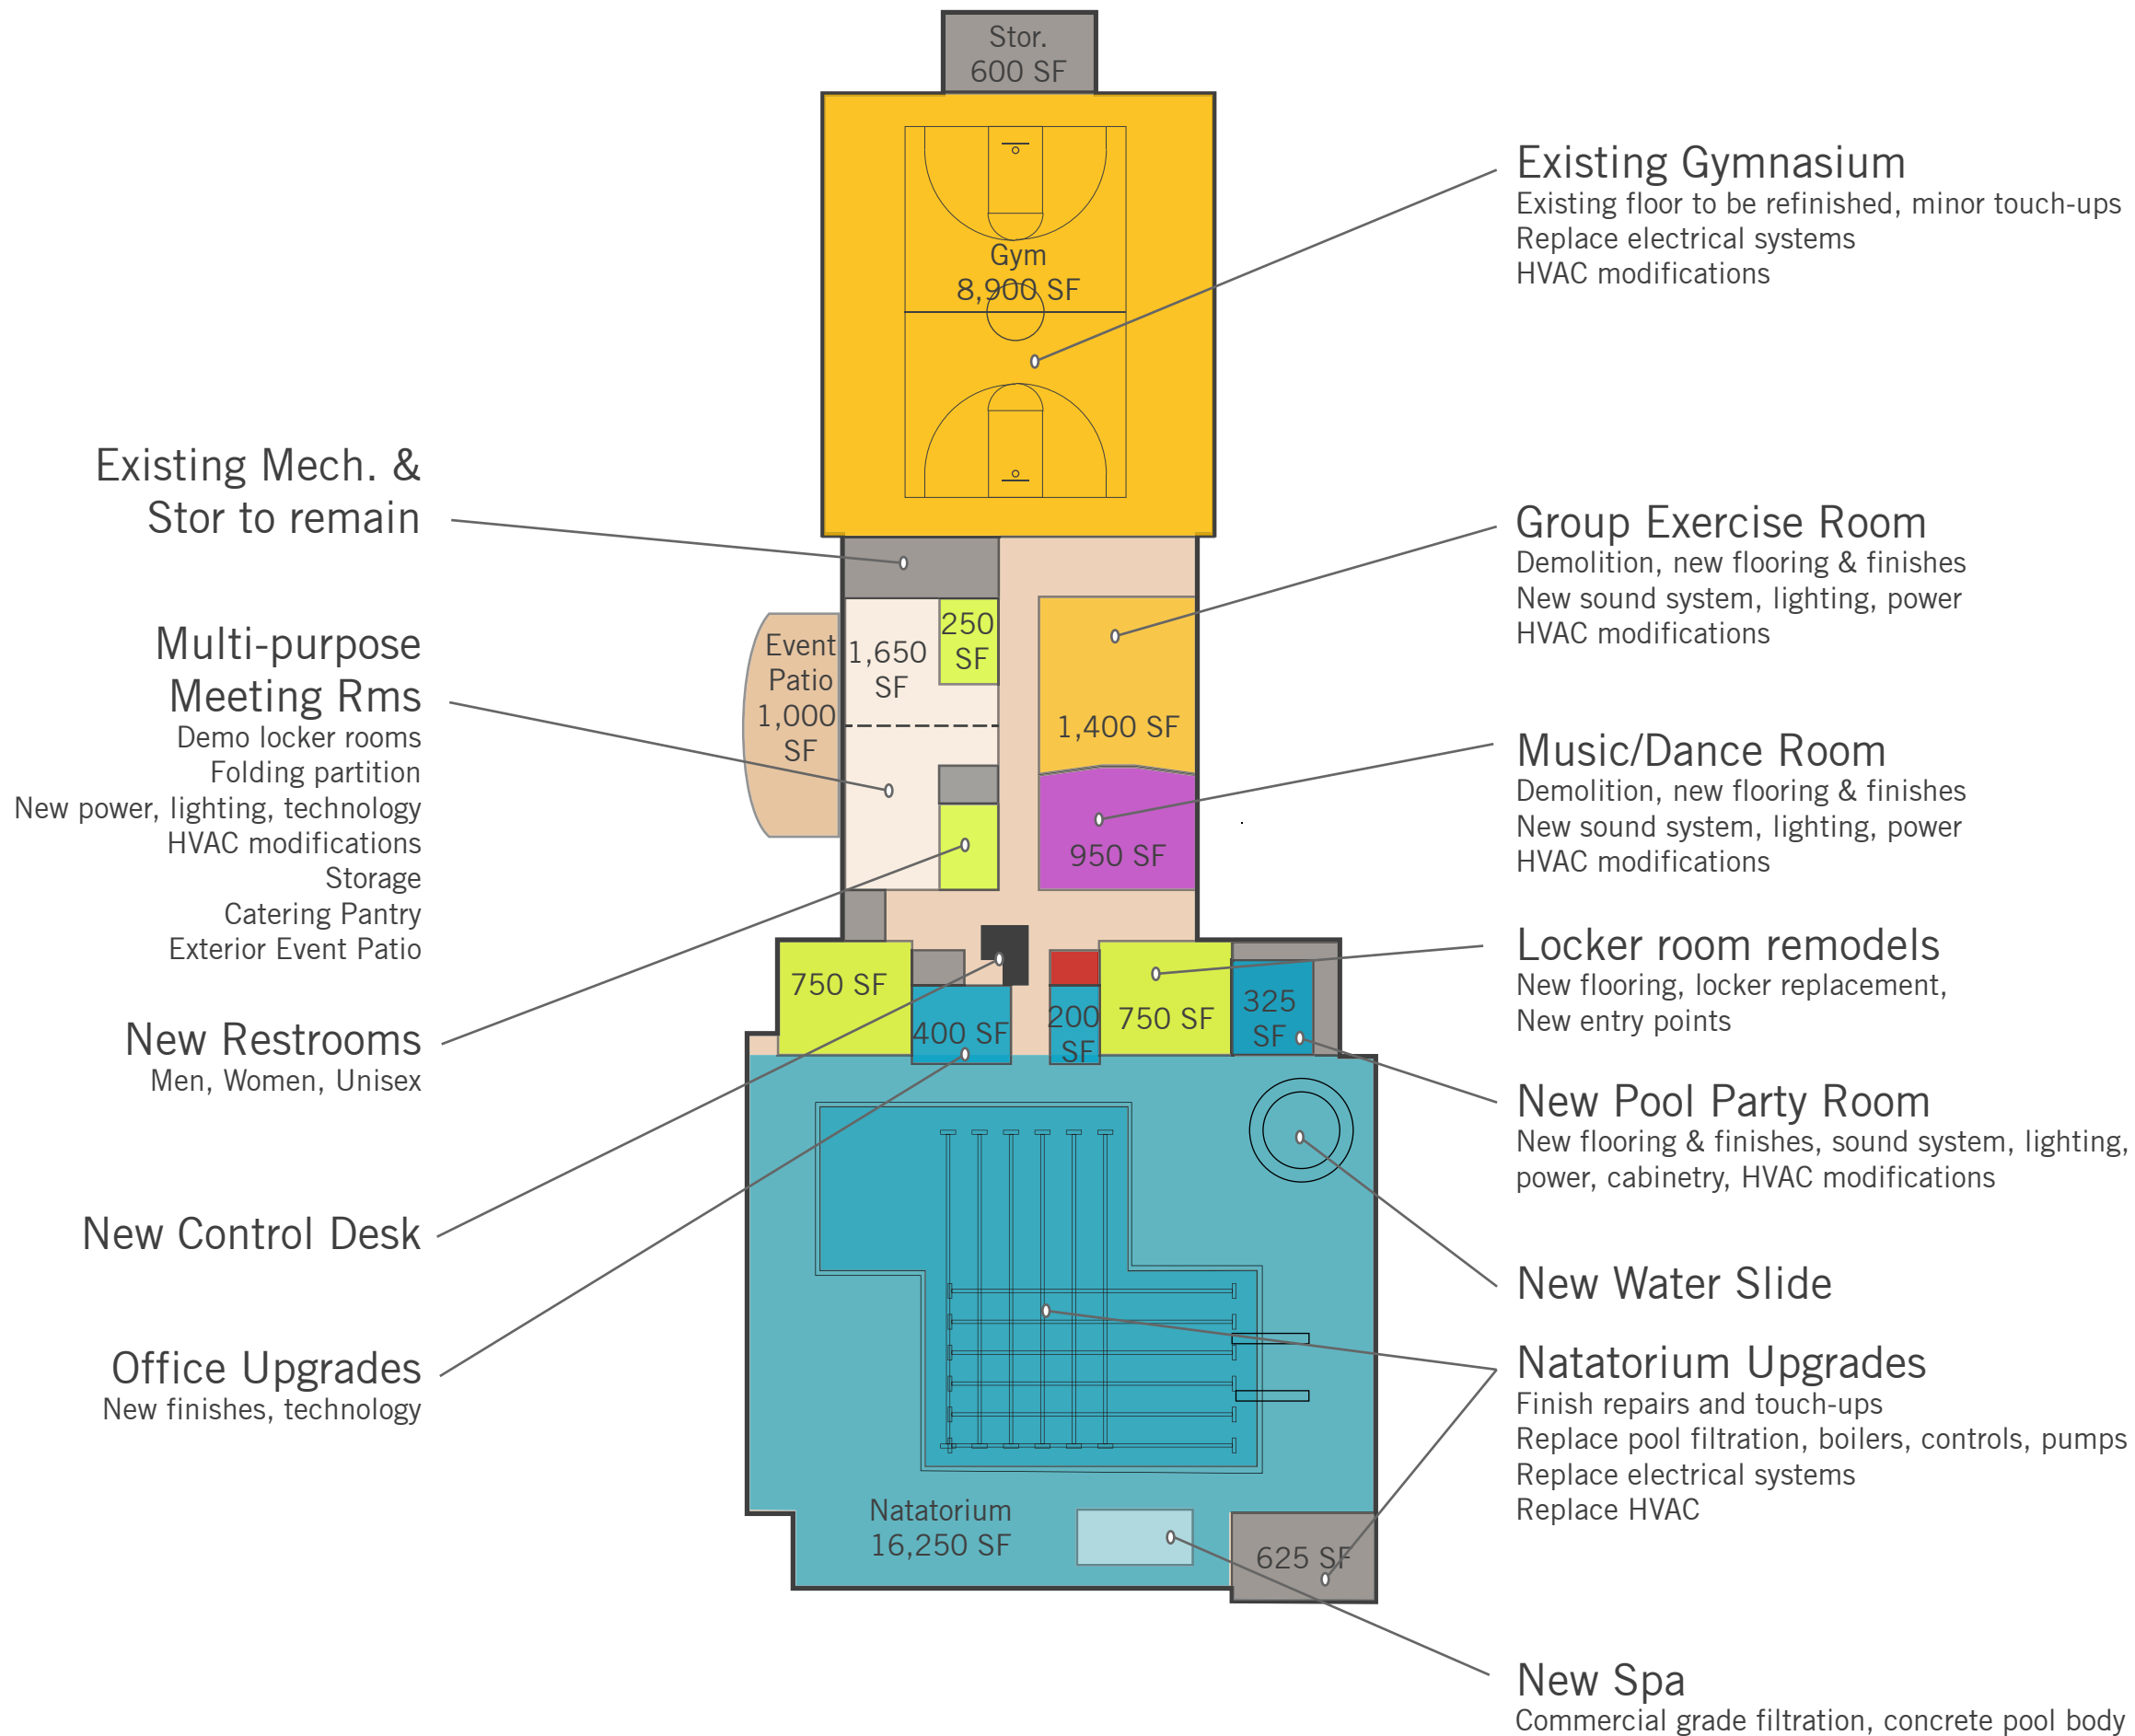 Stor.
600 SF
Gym
8,900 SF
Existing Gymnasium
Existing floor to be refinished, minor touch-ups
Replace electrical systems
HVAC modifications
Existing Mech. &
Stor to remain
Multi-purpose
Meeting Rms
Demo locker rooms
Folding partition
New power, lighting, technology
HVAC modifications
Storage
Catering Pantry
Exterior Event Patio
New Restrooms
Men, Women, Unisex
New Control Desk
Office Upgrades
New finishes, technology
Event
Patio
1,000
SF
1,650
SF
250
SF
1,400 SF
950 SF
750 SF
400 SF
200
SF
750 SF
325
SF
Natatorium
16,250 SF
625 SF
Group Exercise Room
Demolition, new flooring & finishes
New sound system, lighting, power
HVAC modifications
Music/Dance Room
Demolition, new flooring & finishes
New sound system, lighting, power
HVAC modifications
Locker room remodels
New flooring, locker replacement,
New entry points
New Pool Party Room
New flooring & finishes, sound system, lighting,
power, cabinetry, HVAC modifications
New Water Slide
Natatorium Upgrades
Finish repairs and touch-ups
Replace pool filtration, boilers, controls, pumps
Replace electrical systems
Replace HVAC
New Spa
Commercial grade filtration, concrete pool body